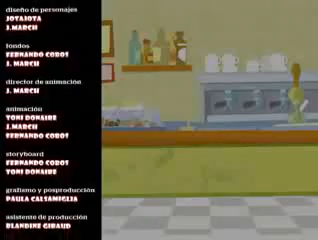 diseño de personajes
JOTAJOTA
J.MARCH
fondos
FERNANDO COBOS
J. MARCH
director de animación
J. MARCH
animación
TONI DONAIRE
J.MARCH
FERNANDO COBOS
storyboard
FERNANDO COBOS
TONI DONAIRE
grafismo y posproducción
PAULA CALSAMIGLIA
asistente de producción
BLANDINE GIRAUD